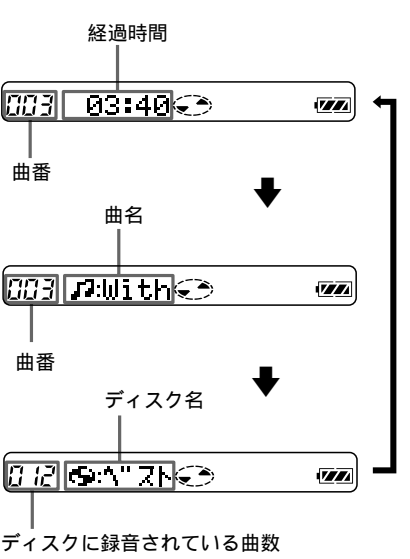 経過時間
003 03:40
曲番
曲名
003 ♫:With
曲番
ディスク名
012 :ベスト
ディスクに録音されている曲数